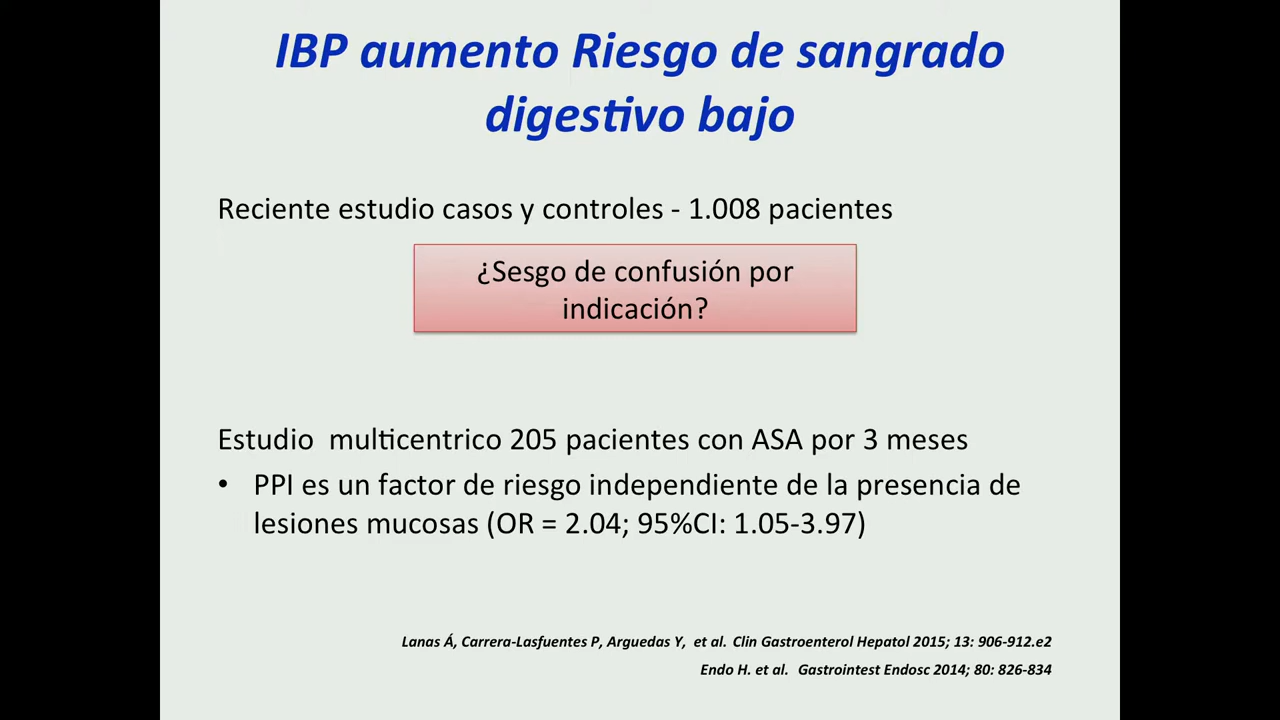 IBP aumento Riesgo de sangrado
digestivo bajo
Reciente estudio casos y controles - 1.008 pacientes
¿Sesgo de confusión por
indicación?
Estudio  multicentrico 205 pacientes con ASA por 3 meses
• PPI es un factor de riesgo independiente de la presencia de
lesiones mucosas (OR = 2.04; 95%CI: 1.05-3.97)
Lanas Á, Carrera-Lasfuentes P, Arguedas Y,  et al. Clin Gastroenterol Hepatol 2015; 13: 906-912.e2
Endo H. et al.  Gastrointest Endosc 2014; 80: 826-834